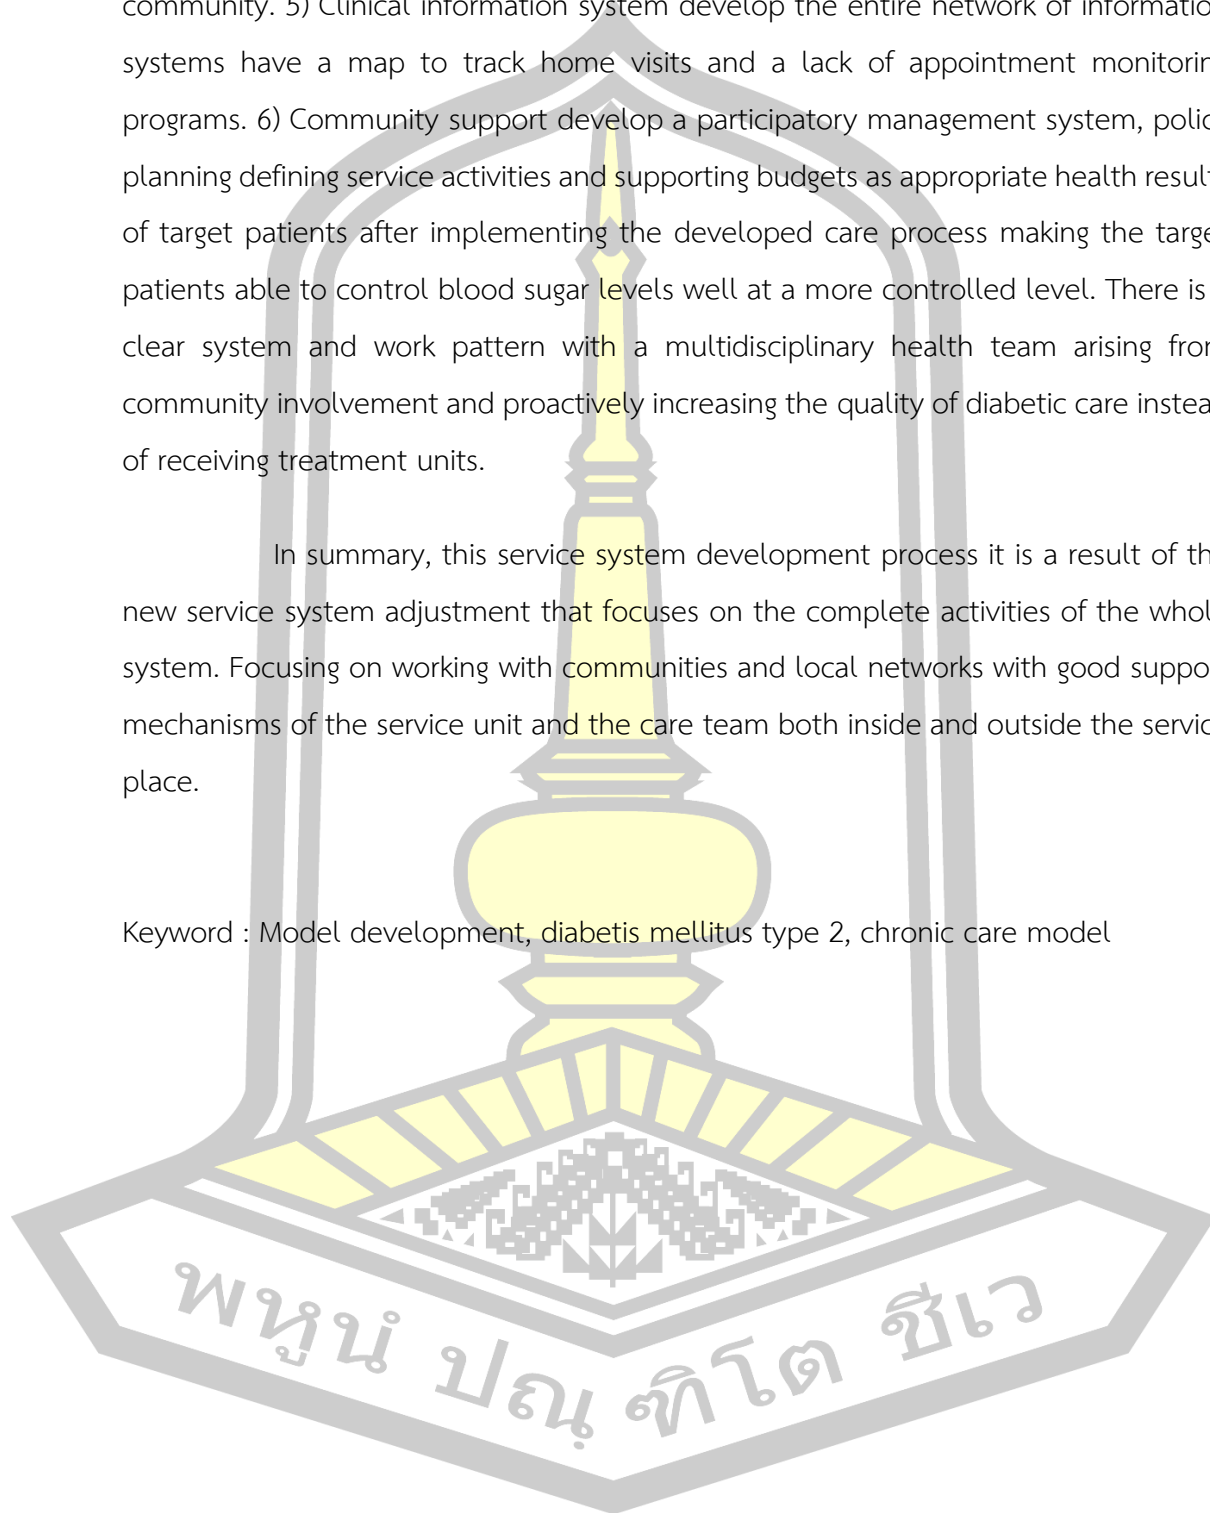 community. 5) Clinical information system develop the entire network of informatio
systems have a map to track home visits and a lack of appointment monitorin
programs. 6) Community support develop a participatory management system, polic
planning defining service activities and supporting budgets as appropriate health result
of target patients after implementing the developed care process making the targe
patients able to control blood sugar levels well at a more controlled level. There is
clear system and work pattern with a multidisciplinary health team arising from
community involvement and proactively increasing the quality of diabetic care instea
of receiving treatment units.
In summary, this service system development process it is a result of th
new service system adjustment that focuses on the complete activities of the whol
system. Focusing on working with communities and local networks with good suppo
mechanisms of the service unit and the care team both inside and outside the servic
place.
Keyword : Model development, diabetis mellitus type 2, chronic care model
พหูนํ ปณฺฑิโต ชีเว